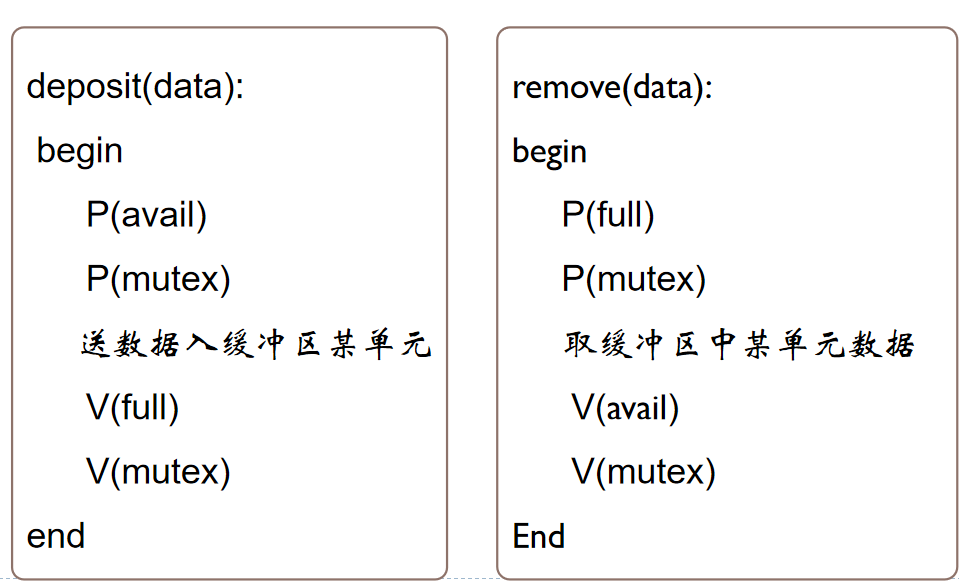 deposit(data):
begin
P(avail)
P(mutex)
送数据入缓冲区某单元
V(full)
V(mutex)
end
remove(data):
begin
P(full)
P(mutex)
取缓冲区中某单元数据
V(avail)
V(mutex)
End